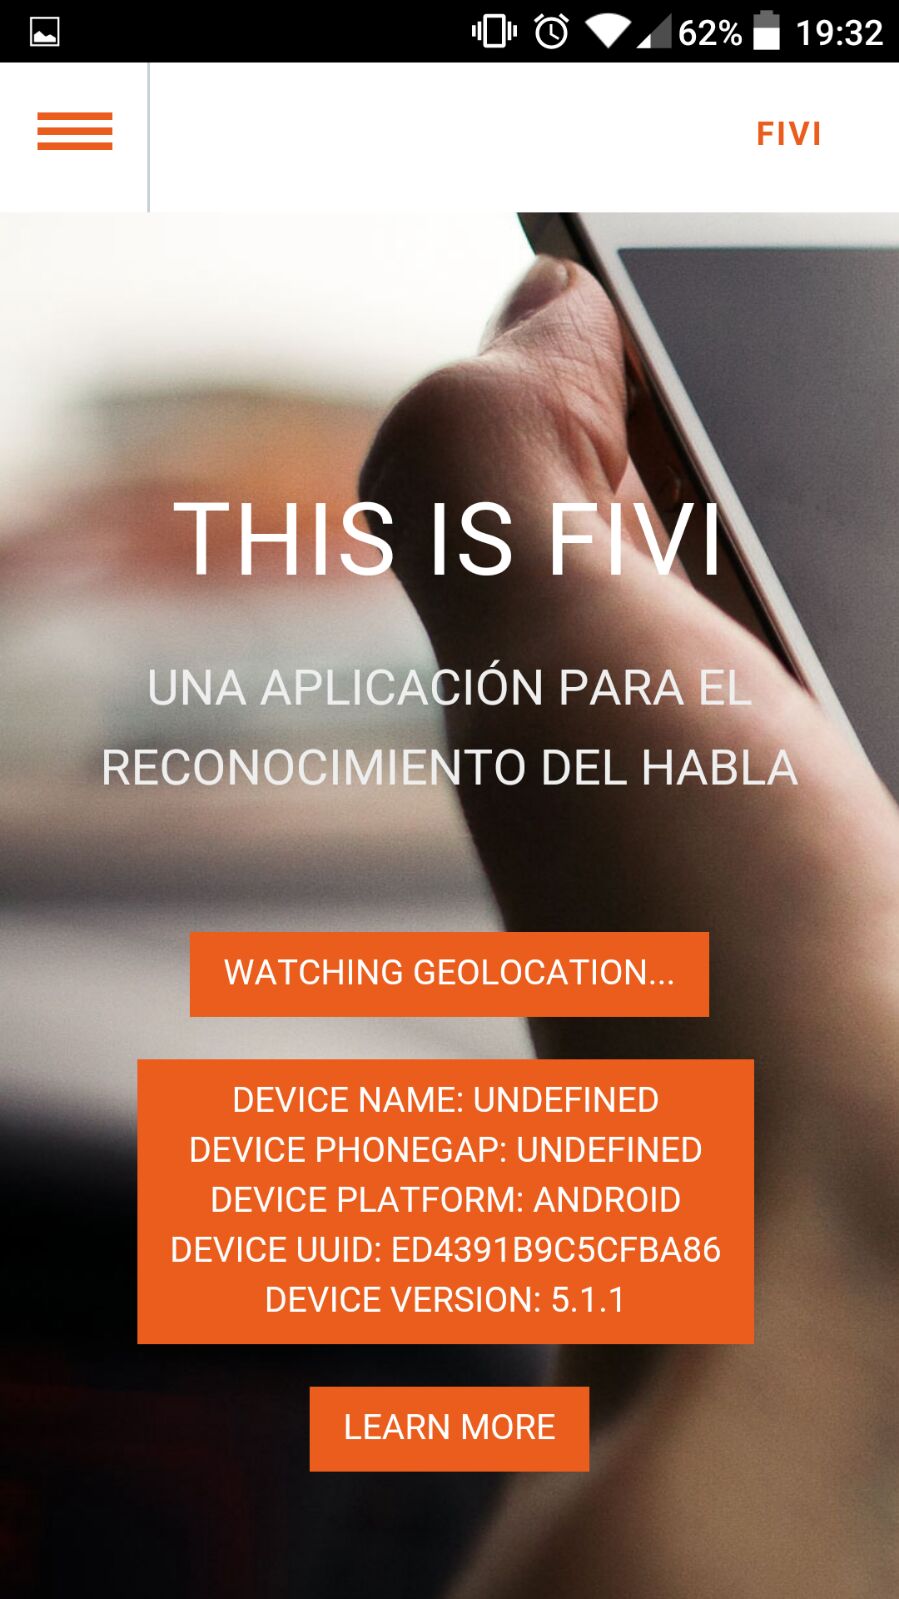 62% 19:32
FIVI
THIS IS FIVI
UNA APLICACIÓN PARA EL
RECONOCIMIENTO DEL HABLA
WATCHING GEOLOCATION...
DEVICE NAME: UNDEFINED
DEVICE PHONEGAP: UNDEFINED
DEVICE PLATFORM: ANDROID
DEVICE UUID: ED4391B9C5CFBA86
DEVICE VERSION: 5.1.1
LEARN MORE